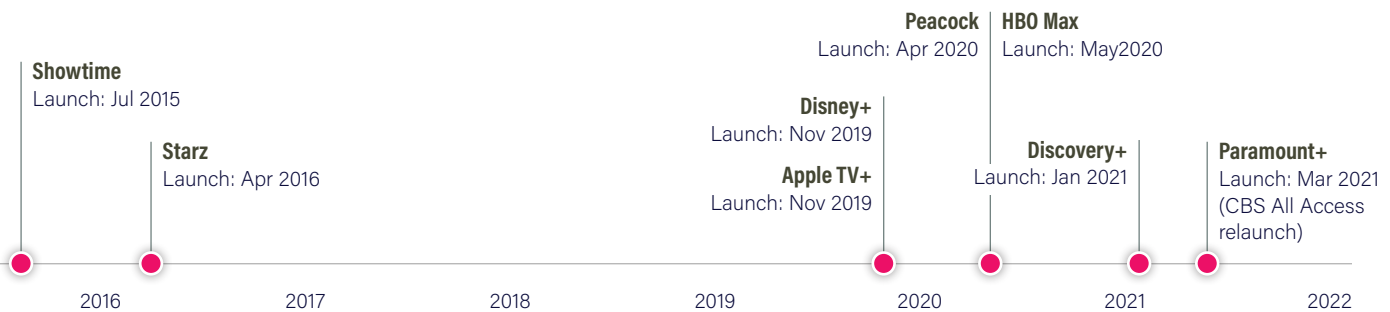 Showtime
Launch: Jul 2015
Starz
Launch: Apr 2016
Disney+
Launch: Nov 2019
Apple TV+
Launch: Nov 2019
Peacock
Launch: Apr 2020
HBO Max
Launch: May2020
Discovery+
Launch: Jan 2021
Paramount+
Launch: Mar 2021
(CBS All Access
relaunch)
2016
2017
2018
2019
2020
2021
2022